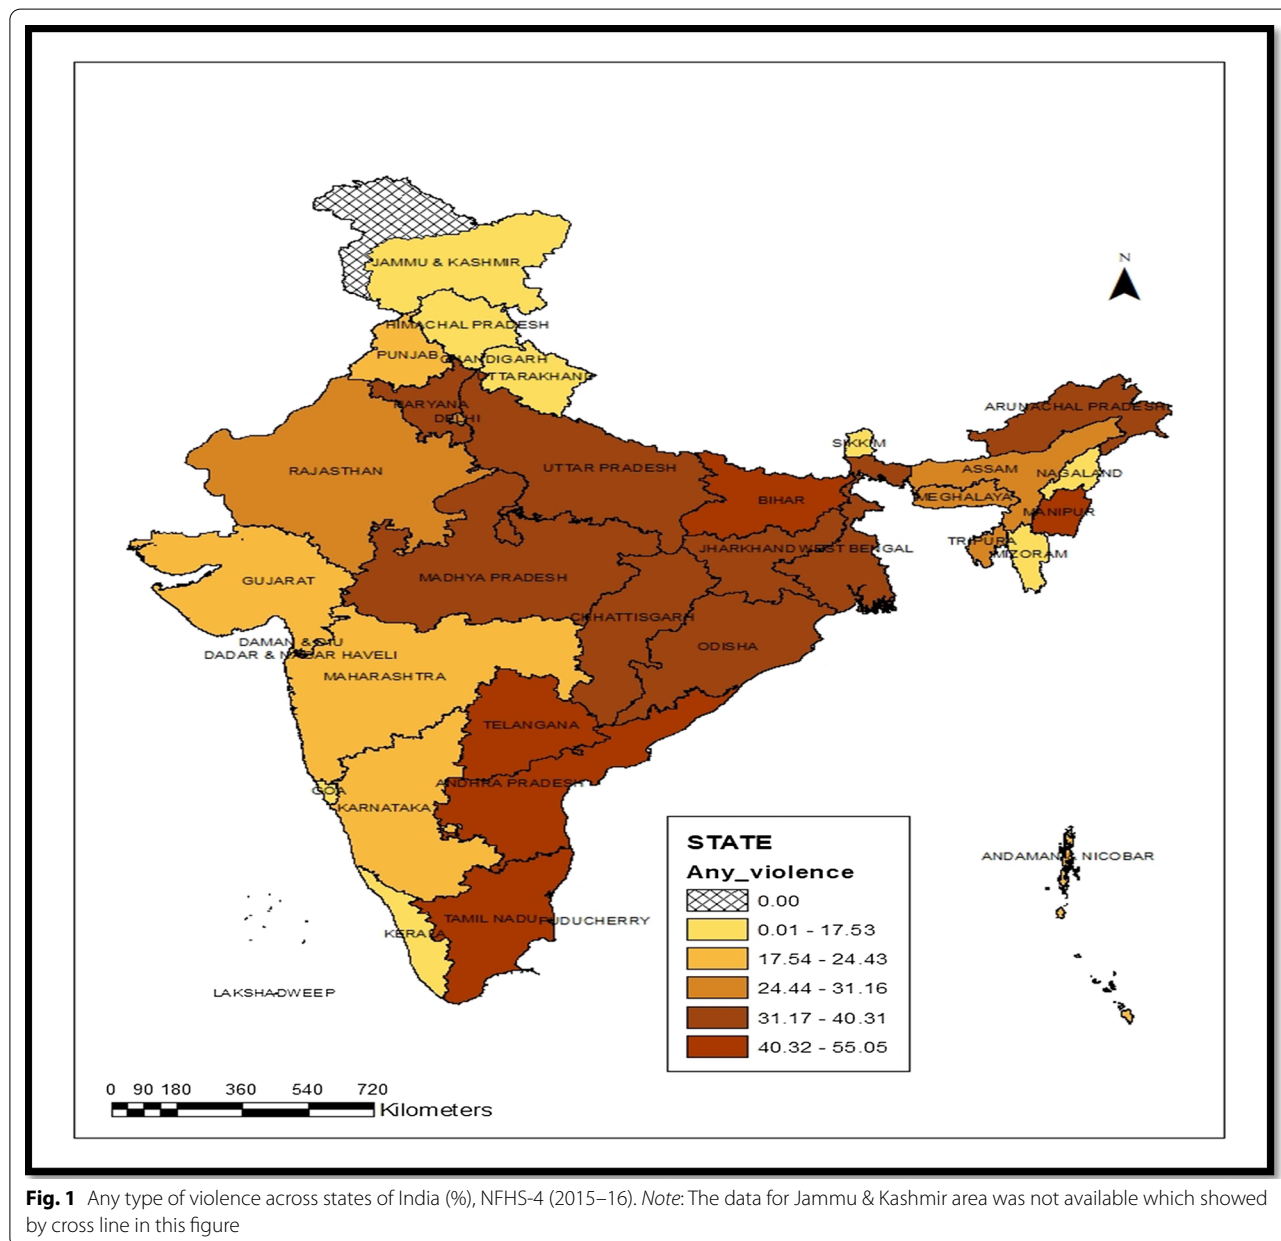 N
JAMMU & KASHMIR
HIMACHAL PRADESH
PUNJAB
CHANDIGARH
UTTARAKHAND
HARYANA
DELHI
ARUNACHAL PRADESH
SIKKIM
RAJASTHAN
UTTAR PRADESH
ASSAM
NAGALAND
BIHAR
MEGHALAYA
MANIPUR
TRIPURA
MIZORAM
JHARKHAND
WEST BENGAL
GUJARAT
MADHYA PRADESH
CHHATTISGARH
ODISHA
DAMAN & DIU
DADAR & NAGAR HAVELI
MAHARASHTRA
TELANGANA
ANDHRA PRADESH
GOA
KARNATAKA
ANDAMAN & NICOBAR
TAMIL NADU
PUDUCHERRY
KERALA
LAKSHADWEEP
STATE
Any_violence
0.00
0.01 - 17.53
17.54 - 24.43
24.44 - 31.16
31.17 - 40.31
40.32 - 55.05
0 90 180 360 540 720
Kilometers
Fig. 1 Any type of violence across states of India (%), NFHS-4 (2015–16). Note: The data for Jammu & Kashmir area was not available which showed
by cross line in this figure